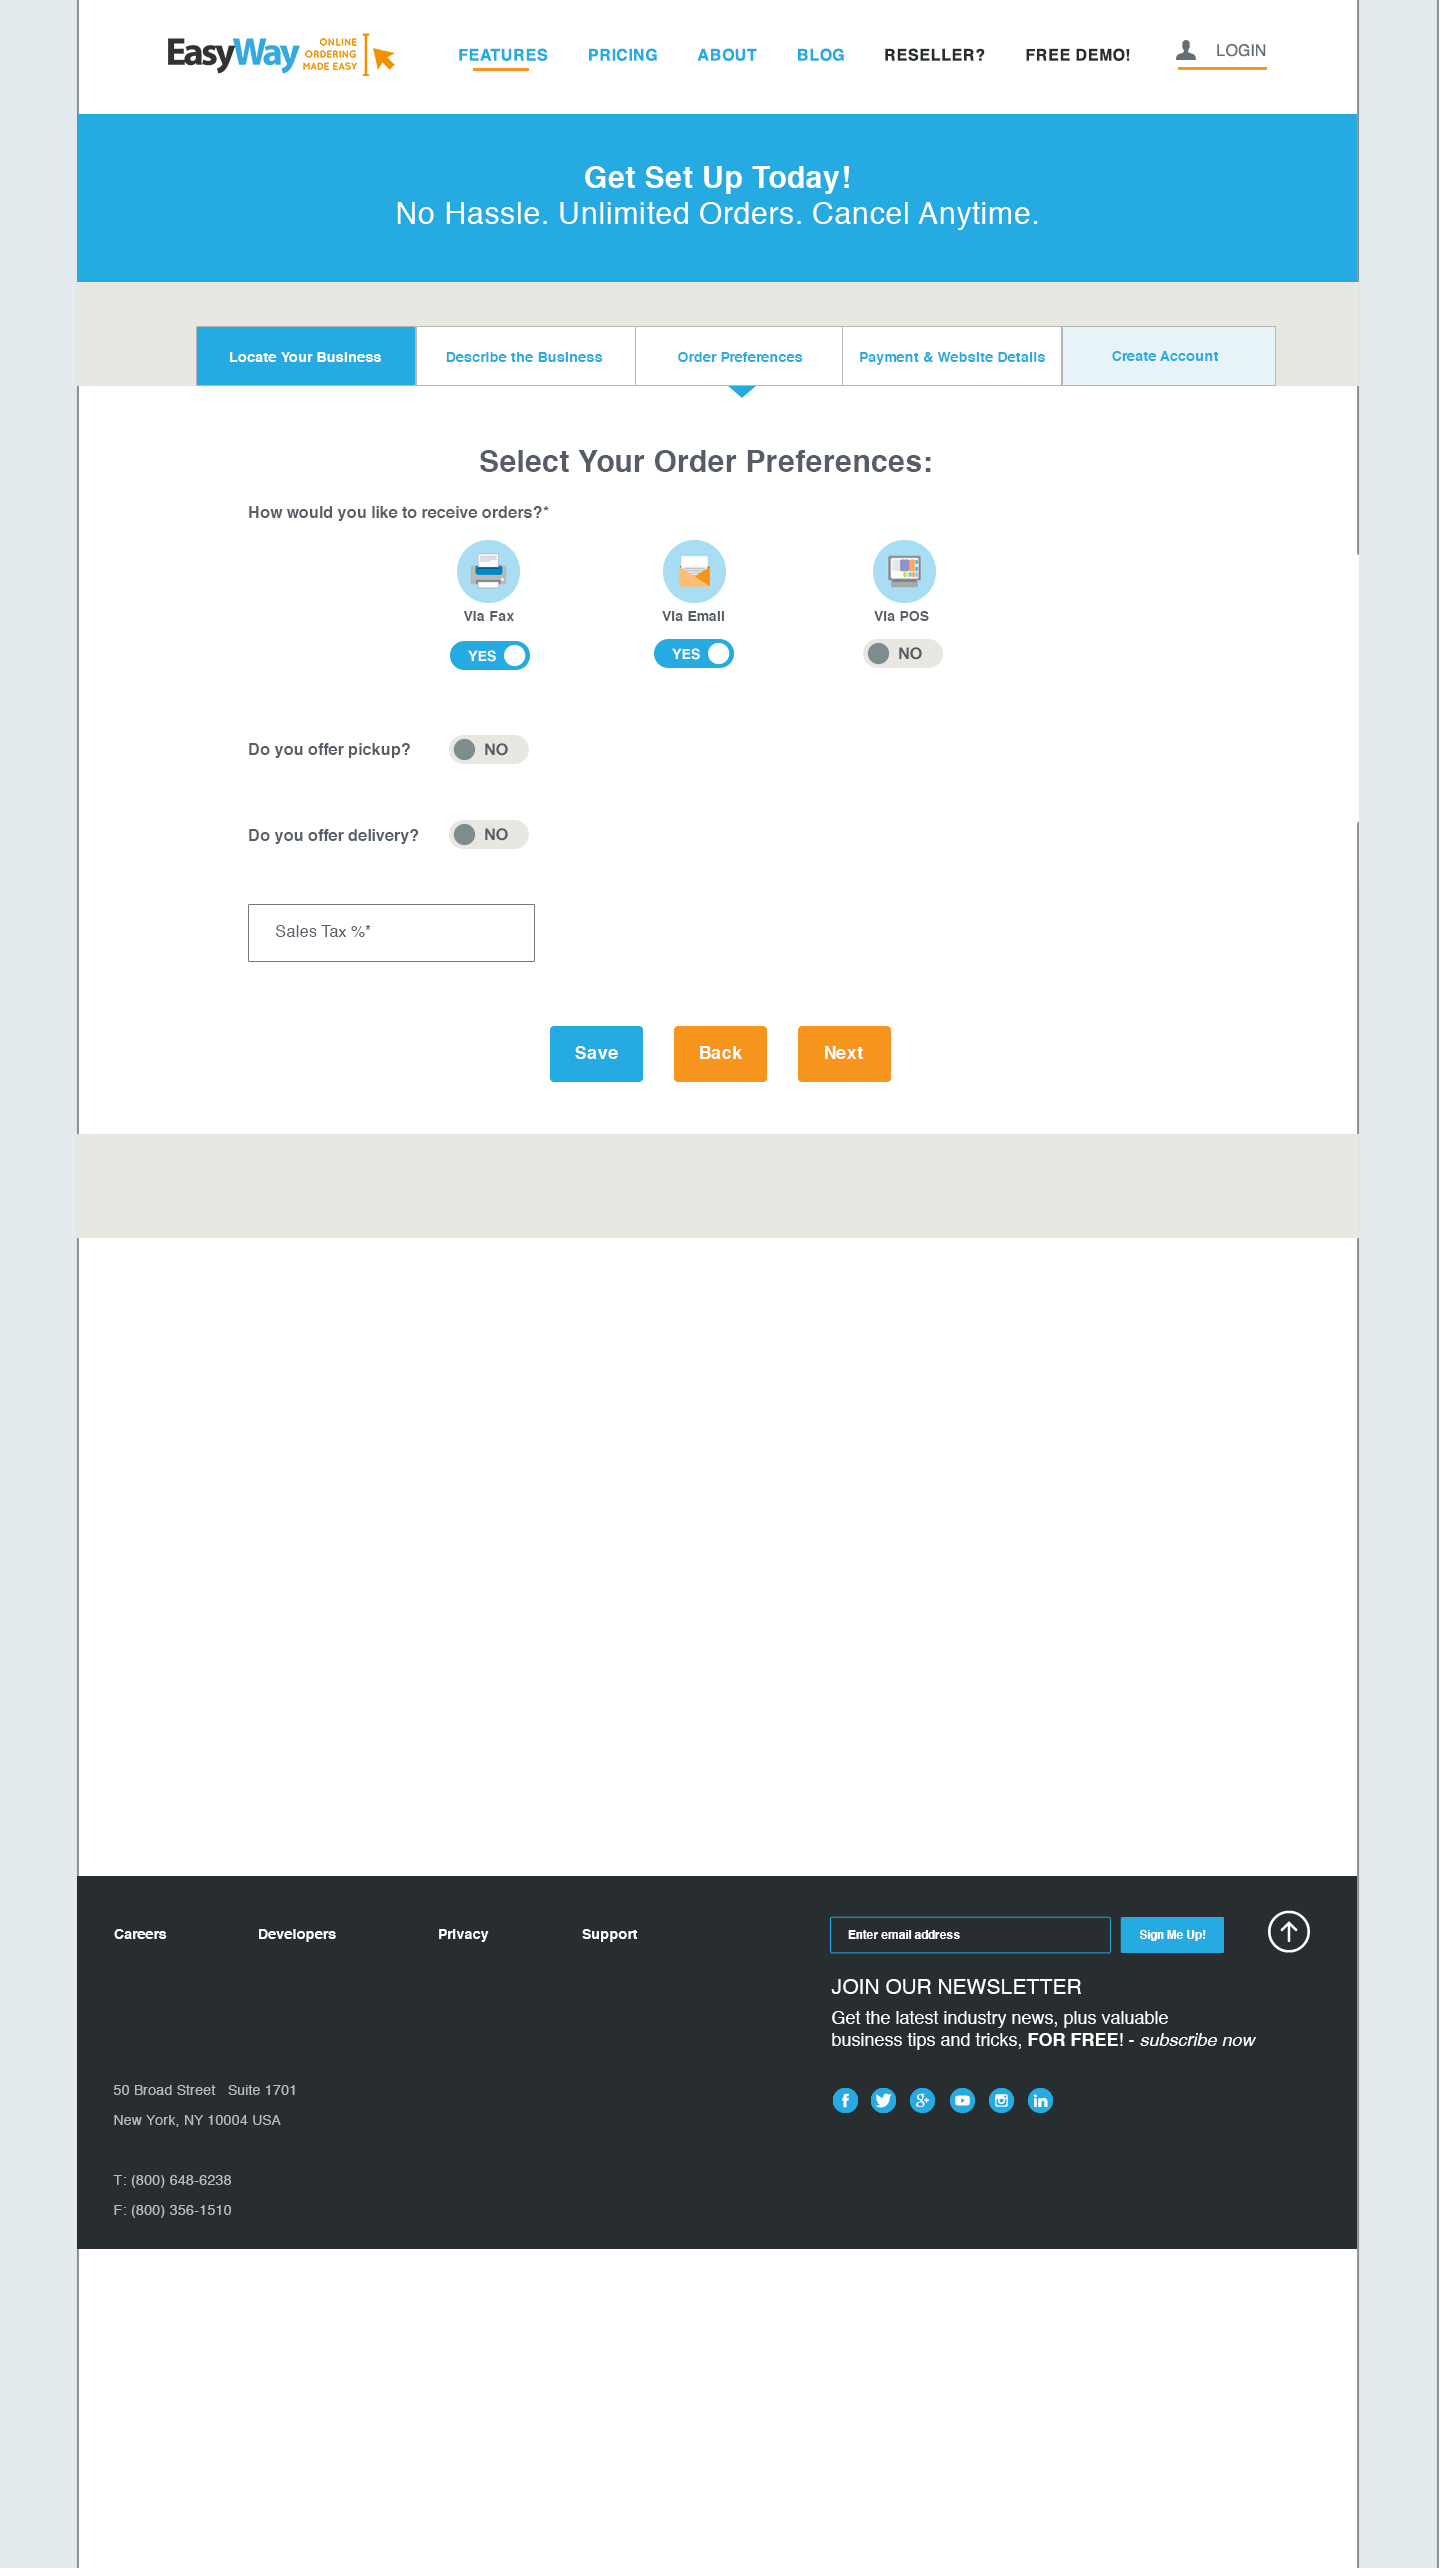 EasyWay
ONLINE
ORDERING
MADE EASY
FEATURES
PRICING
ABOUT
BLOG
RESELLER?
FREE DEMO!
LOGIN
Get Set Up Today!
No Hassle. Unlimited Orders. Cancel Anytime.
Locate Your Business
Describe the Business
Order Preferences
Payment & Website Details
Create Account
Select Your Order Preferences:
How would you like to receive orders?*
Via Fax
Via Email
Via POS
YES
YES
NO
Do you offer pickup?
NO
Do you offer delivery?
NO
Sales Tax %*
Save
Back
Next
Careers
Developers
Privacy
Support
Enter email address
Sign Me Up!
JOIN OUR NEWSLETTER
Get the latest industry news, plus valuable
business tips and tricks, FOR FREE! - subscribe now
50 Broad Street   Suite 1701
New York, NY 10004 USA
T: (800) 648-6238
F: (800) 356-1510